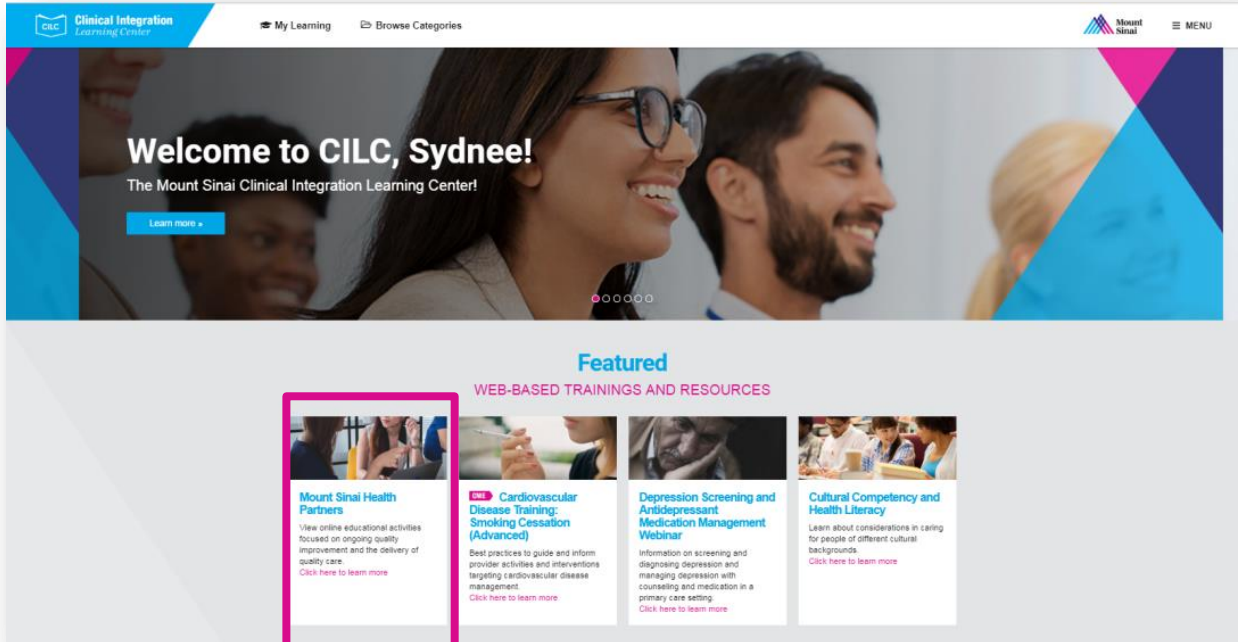 CILC Clinical Integration
Learning Center
My Learning
Browse Categories
Mount
Sinai
MENU
Welcome to CILC, Sydnee!
The Mount Sinai Clinical Integration Learning Center!
Learn more »
Featured
WEB-BASED TRAININGS AND RESOURCES
Mount Sinai Health
Partners
View online educational activities
focused on ongoing quality
improvement and the delivery of
quality care.
Click here to learn more
CME Cardiovascular
Disease Training:
Smoking Cessation
(Advanced)
Best practices to guide and inform
provider activities and interventions
targeting cardiovascular disease
management.
Click here to learn more
Depression Screening and
Antidepressant
Medication Management
Webinar
Information on screening and
diagnosing depression and
managing depression with
counseling and medication in a
primary care setting.
Click here to learn more
Cultural Competency and
Health Literacy
Learn about considerations in caring
for people of different cultural
backgrounds.
Click here to learn more